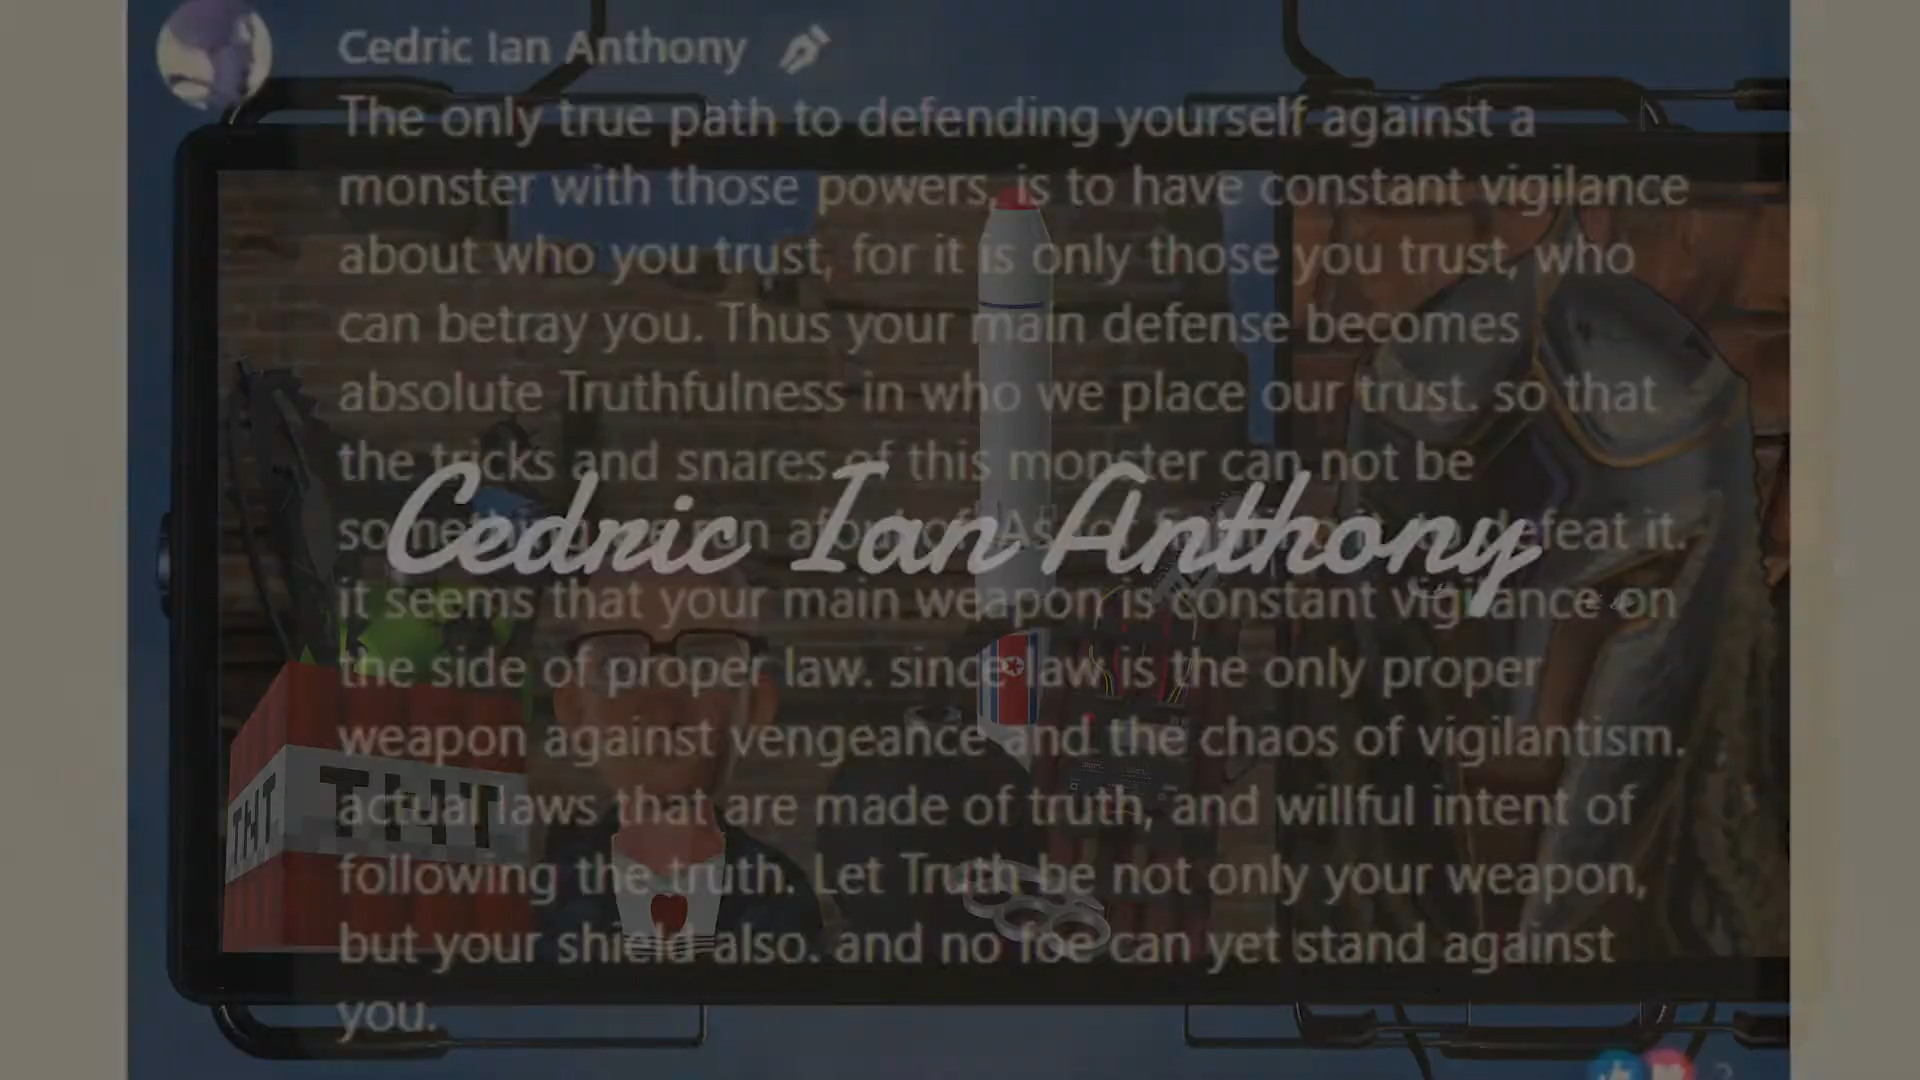 Cedric Ian Anthony
The only true path to defending yourself against a
monster with those powers, is to have constant vigilance
about who you trust, for it is only those you trust, who
can betray you. Thus your main defense becomes
absolute Truthfulness in who we place our trust. so that
the tricks and snares of this monster can not be
defeat it.
Cedric Ian Anthony
it seems that your main weapon is constant vigilance on
the side of proper law. since law is the only proper
weapon against vengeance and the chaos of vigilantism.
actual laws that are made of truth, and willful intent of
following the truth. Let Truth be not only your weapon,
but your shield also. and no foe can yet stand against
you.
TNT
TNT